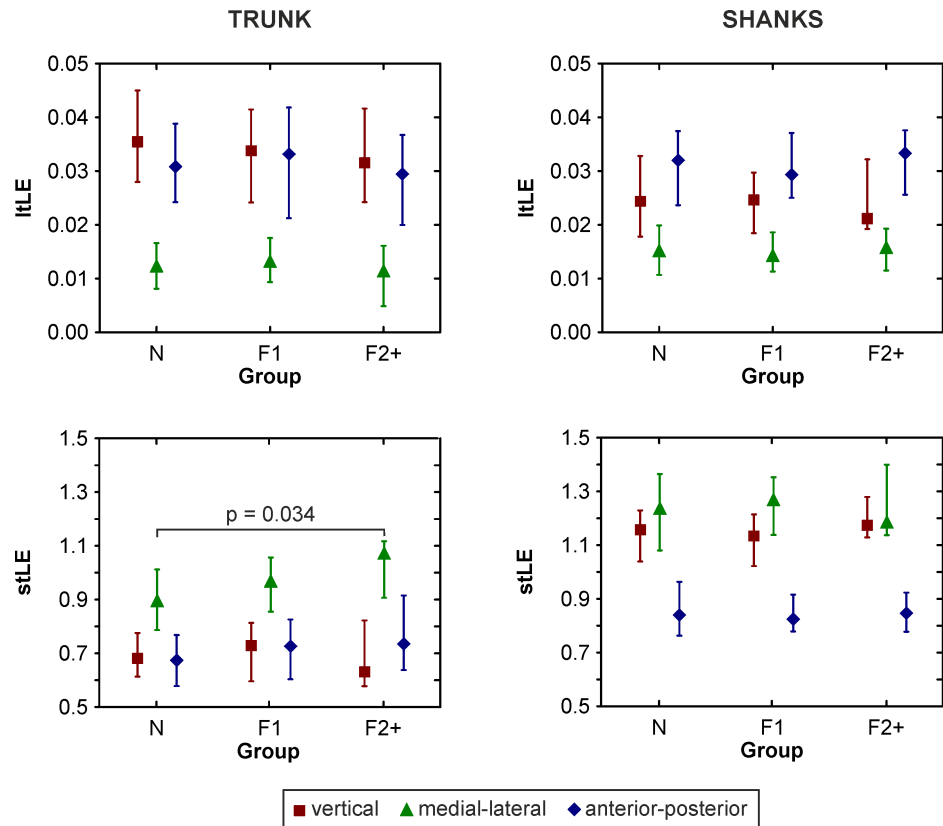 TRUNK
SHANKS
0.05
0.04
0.03
0.02
0.01
0.00
ltLE
N F1 F2+
Group
0.05
0.04
0.03
0.02
0.01
0.00
ltLE
N F1 F2+
Group
1.5
1.3
1.1
0.9
0.7
0.5
stLE
p = 0.034
N F1 F2+
Group
1.5
1.3
1.1
0.9
0.7
0.5
stLE
N F1 F2+
Group
vertical medial-lateral anterior-posterior